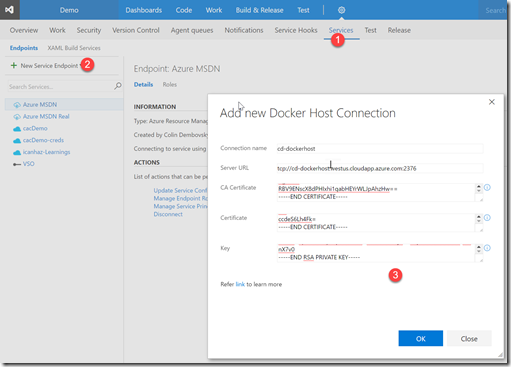 Demo Dashboards Code Work Build & Release Test
Overview Work Security Version Control Agent queues Notifications Service Hooks Services Test Release
1
Endpoints XAML Build Services
New Service Endpoint
2
Search Services...
Azure MSDN
Azure MSDN Real
cacDemo
cacDemo-creds
icanhaz-Learnings
VSO
Endpoint: Azure MSDN
Details Roles
INFORMATION
Type: Azure Resource Manag
Created by Colin Dembovsky
Connecting to service using
ACTIONS
List of actions that can be pe
Update Service Confi
Manage Endpoint Ro
Manage Service Princ
Disconnect
Add new Docker Host Connection
Connection name cd-dockerhost
Server URL tcp://cd-dockerhost.westus.cloudapp.azure.com:2376
CA Certificate
-----END CERTIFICATE-----
Certificate
zcdeS6Lh4Fk=
-----END CERTIFICATE-----
Key
nX7v0
-----END RSA PRIVATE KEY-----
3
Refer link to learn more
OK Close